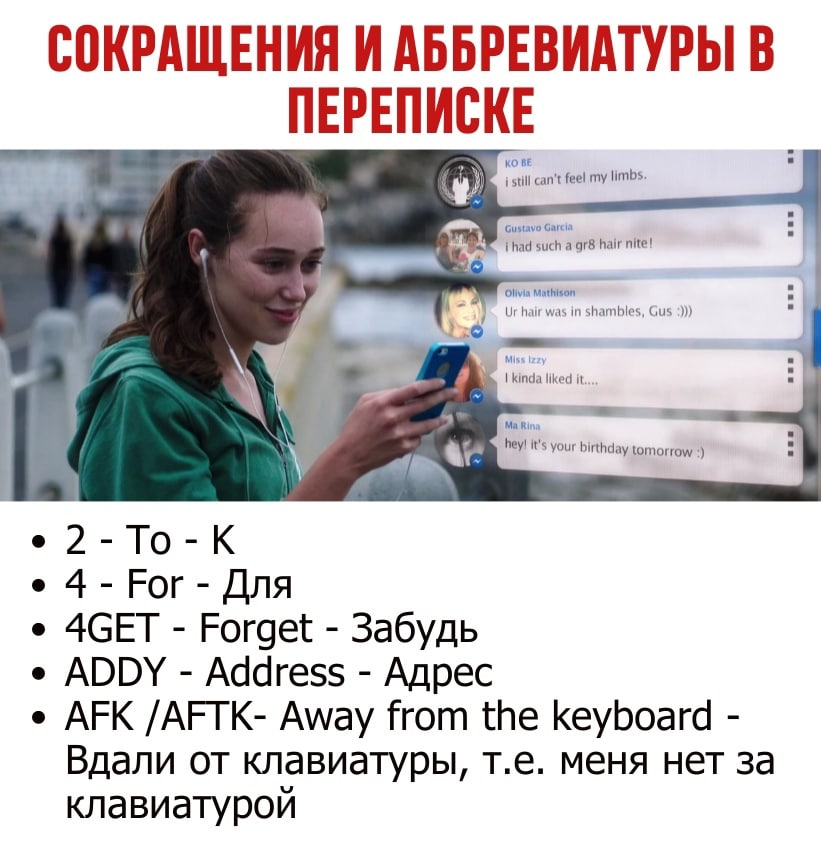 СОКРАЩЕНИЯ И АББРЕВИАТУРЫ В
ПЕРЕПИСКЕ
KO BE
i still can't feel my limbs.
Gustavo Garcia
i had such a gr8 hair nite!
Olivia Mathison
Ur hair was in shambles, Gus :)))
Miss Izzy
I kinda liked it....
Ma Rina
hey! it's your birthday tomorrow :)
• 2 - To - К
• 4 - For - Для
• 4GET - Forget - Забудь
• ADDY - Address - Адрес
• AFK /AFTK- Away from the keyboard -
Вдали от клавиатуры, т.е. меня нет за
клавиатурой